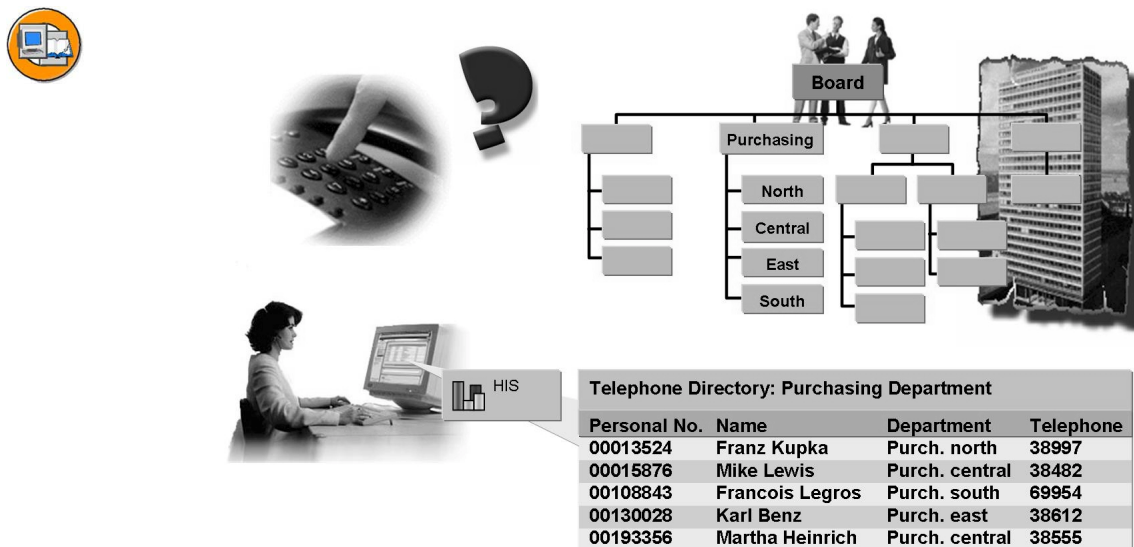 Board
Purchasing
North
Central
East
South
HIS
Telephone Directory: Purchasing Department
Personal No. Name Department Telephone
00013524 Franz Kupka Purch. north 38997
00015876 Mike Lewis Purch. central 38482
00108843 Francois Legros Purch. south 69954
00130028 Karl Benz Purch. east 38612
00193356 Martha Heinrich Purch. central 38555